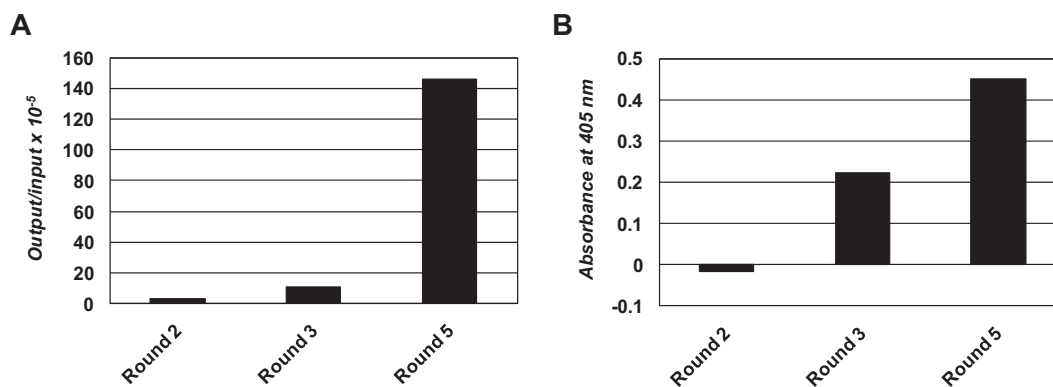 A
Output/input x 10-5
160
140
120
100
80
60
40
20
0
Round 2
Round 3
Round 5
B
Absorbance at 405 nm
0.5
0.4
0.3
0.2
0.1
0
-0.1
Round 2
Round 3
Round 5